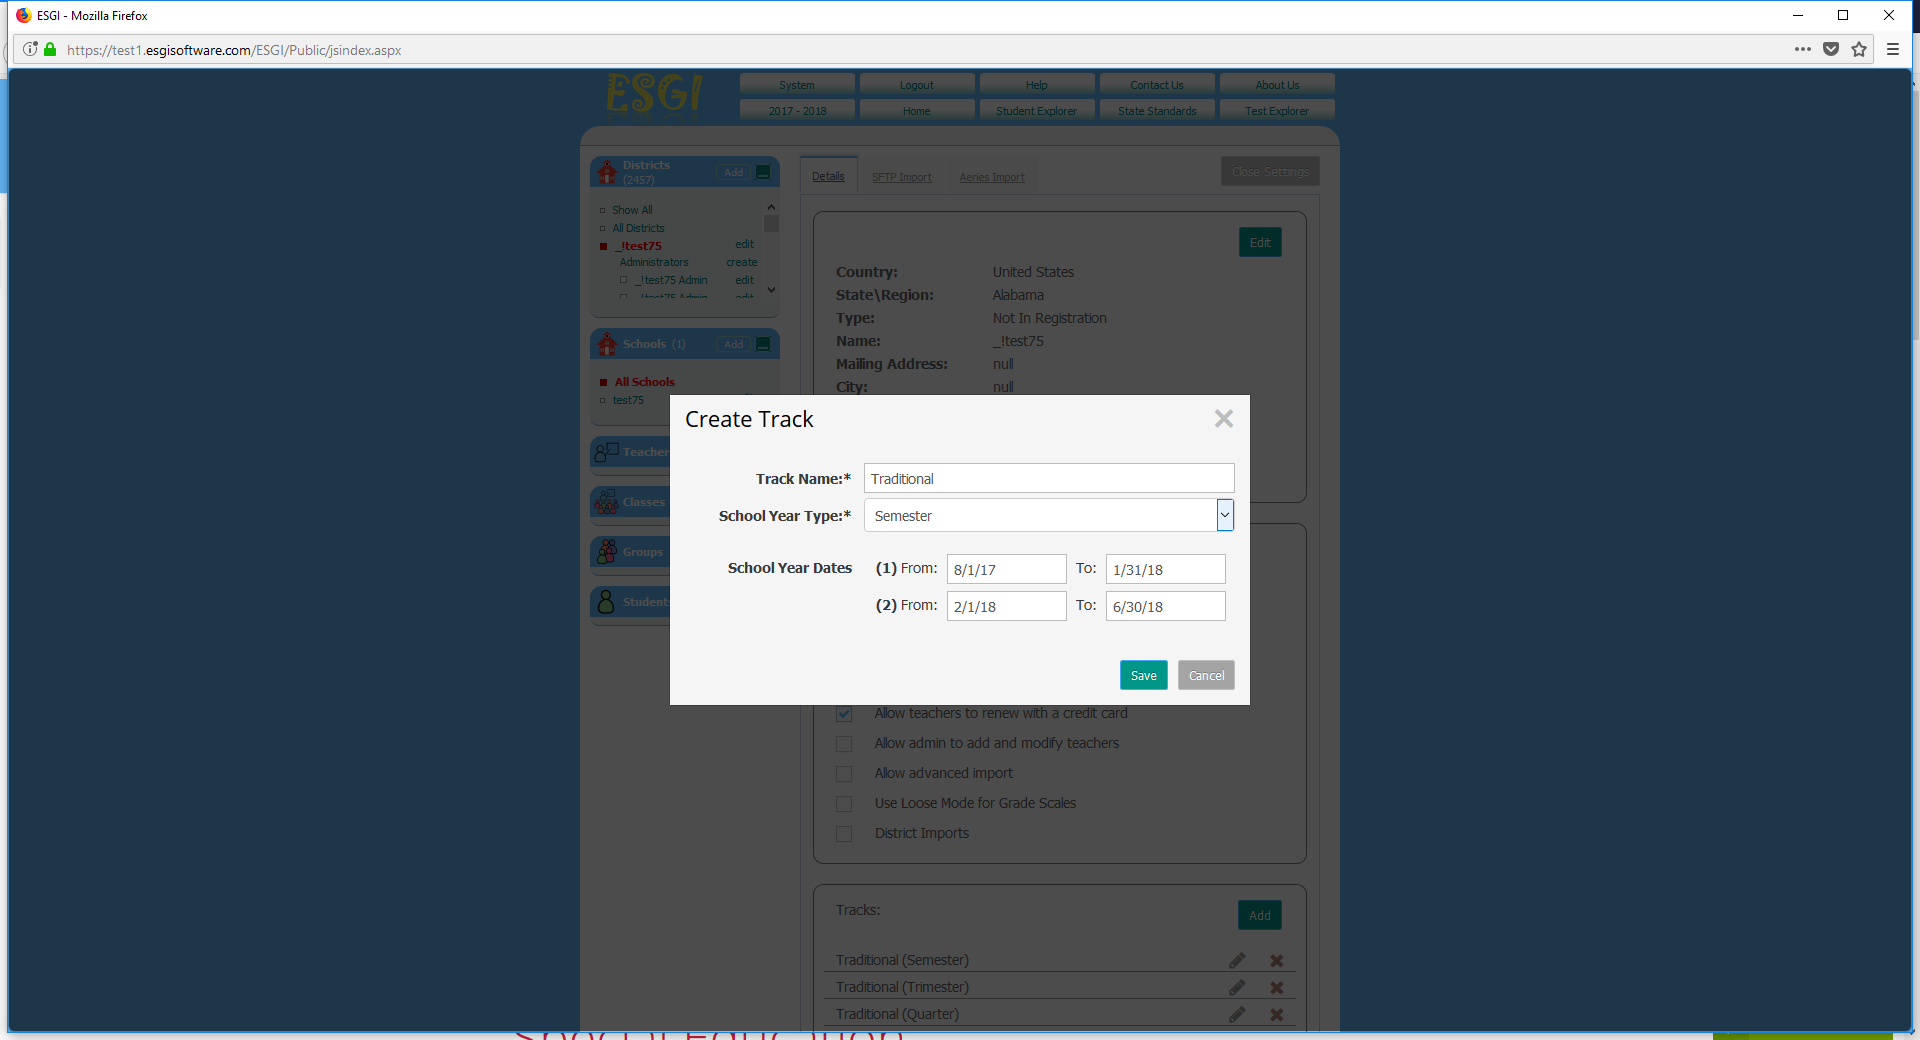 ESGI - Mozilla Firefox
https://test1.esgisoftware.com/ESGI/Public/jsindex.aspx
ESGI
System
Logout
Help
Contact Us
About Us
2017 - 2018
Home
Student Explorer
State Standards
Test Explorer
Districts
(2457)
Add
Show All
All Districts
_!test75
edit
Administrators
create
_!test75 Admin
edit
_!test75 Admin
edit
Schools (1)
Add
All Schools
test75
Teacher
Classes
Groups
Student
Details
SFTP Import
Aeries Import
Close Settings
Edit
Country: United States
State\Region: Alabama
Type: Not In Registration
Name: _!test75
Mailing Address: null
City: null
Create Track
Track Name:* Traditional
School Year Type:* Semester
School Year Dates (1) From: 8/1/17 To: 1/31/18
(2) From: 2/1/18 To: 6/30/18
Save
Cancel
Allow teachers to renew with a credit card
Allow admin to add and modify teachers
Allow advanced import
Use Loose Mode for Grade Scales
District Imports
Tracks:
Add
Traditional (Semester)
Traditional (Trimester)
Traditional (Quarter)
Special Education